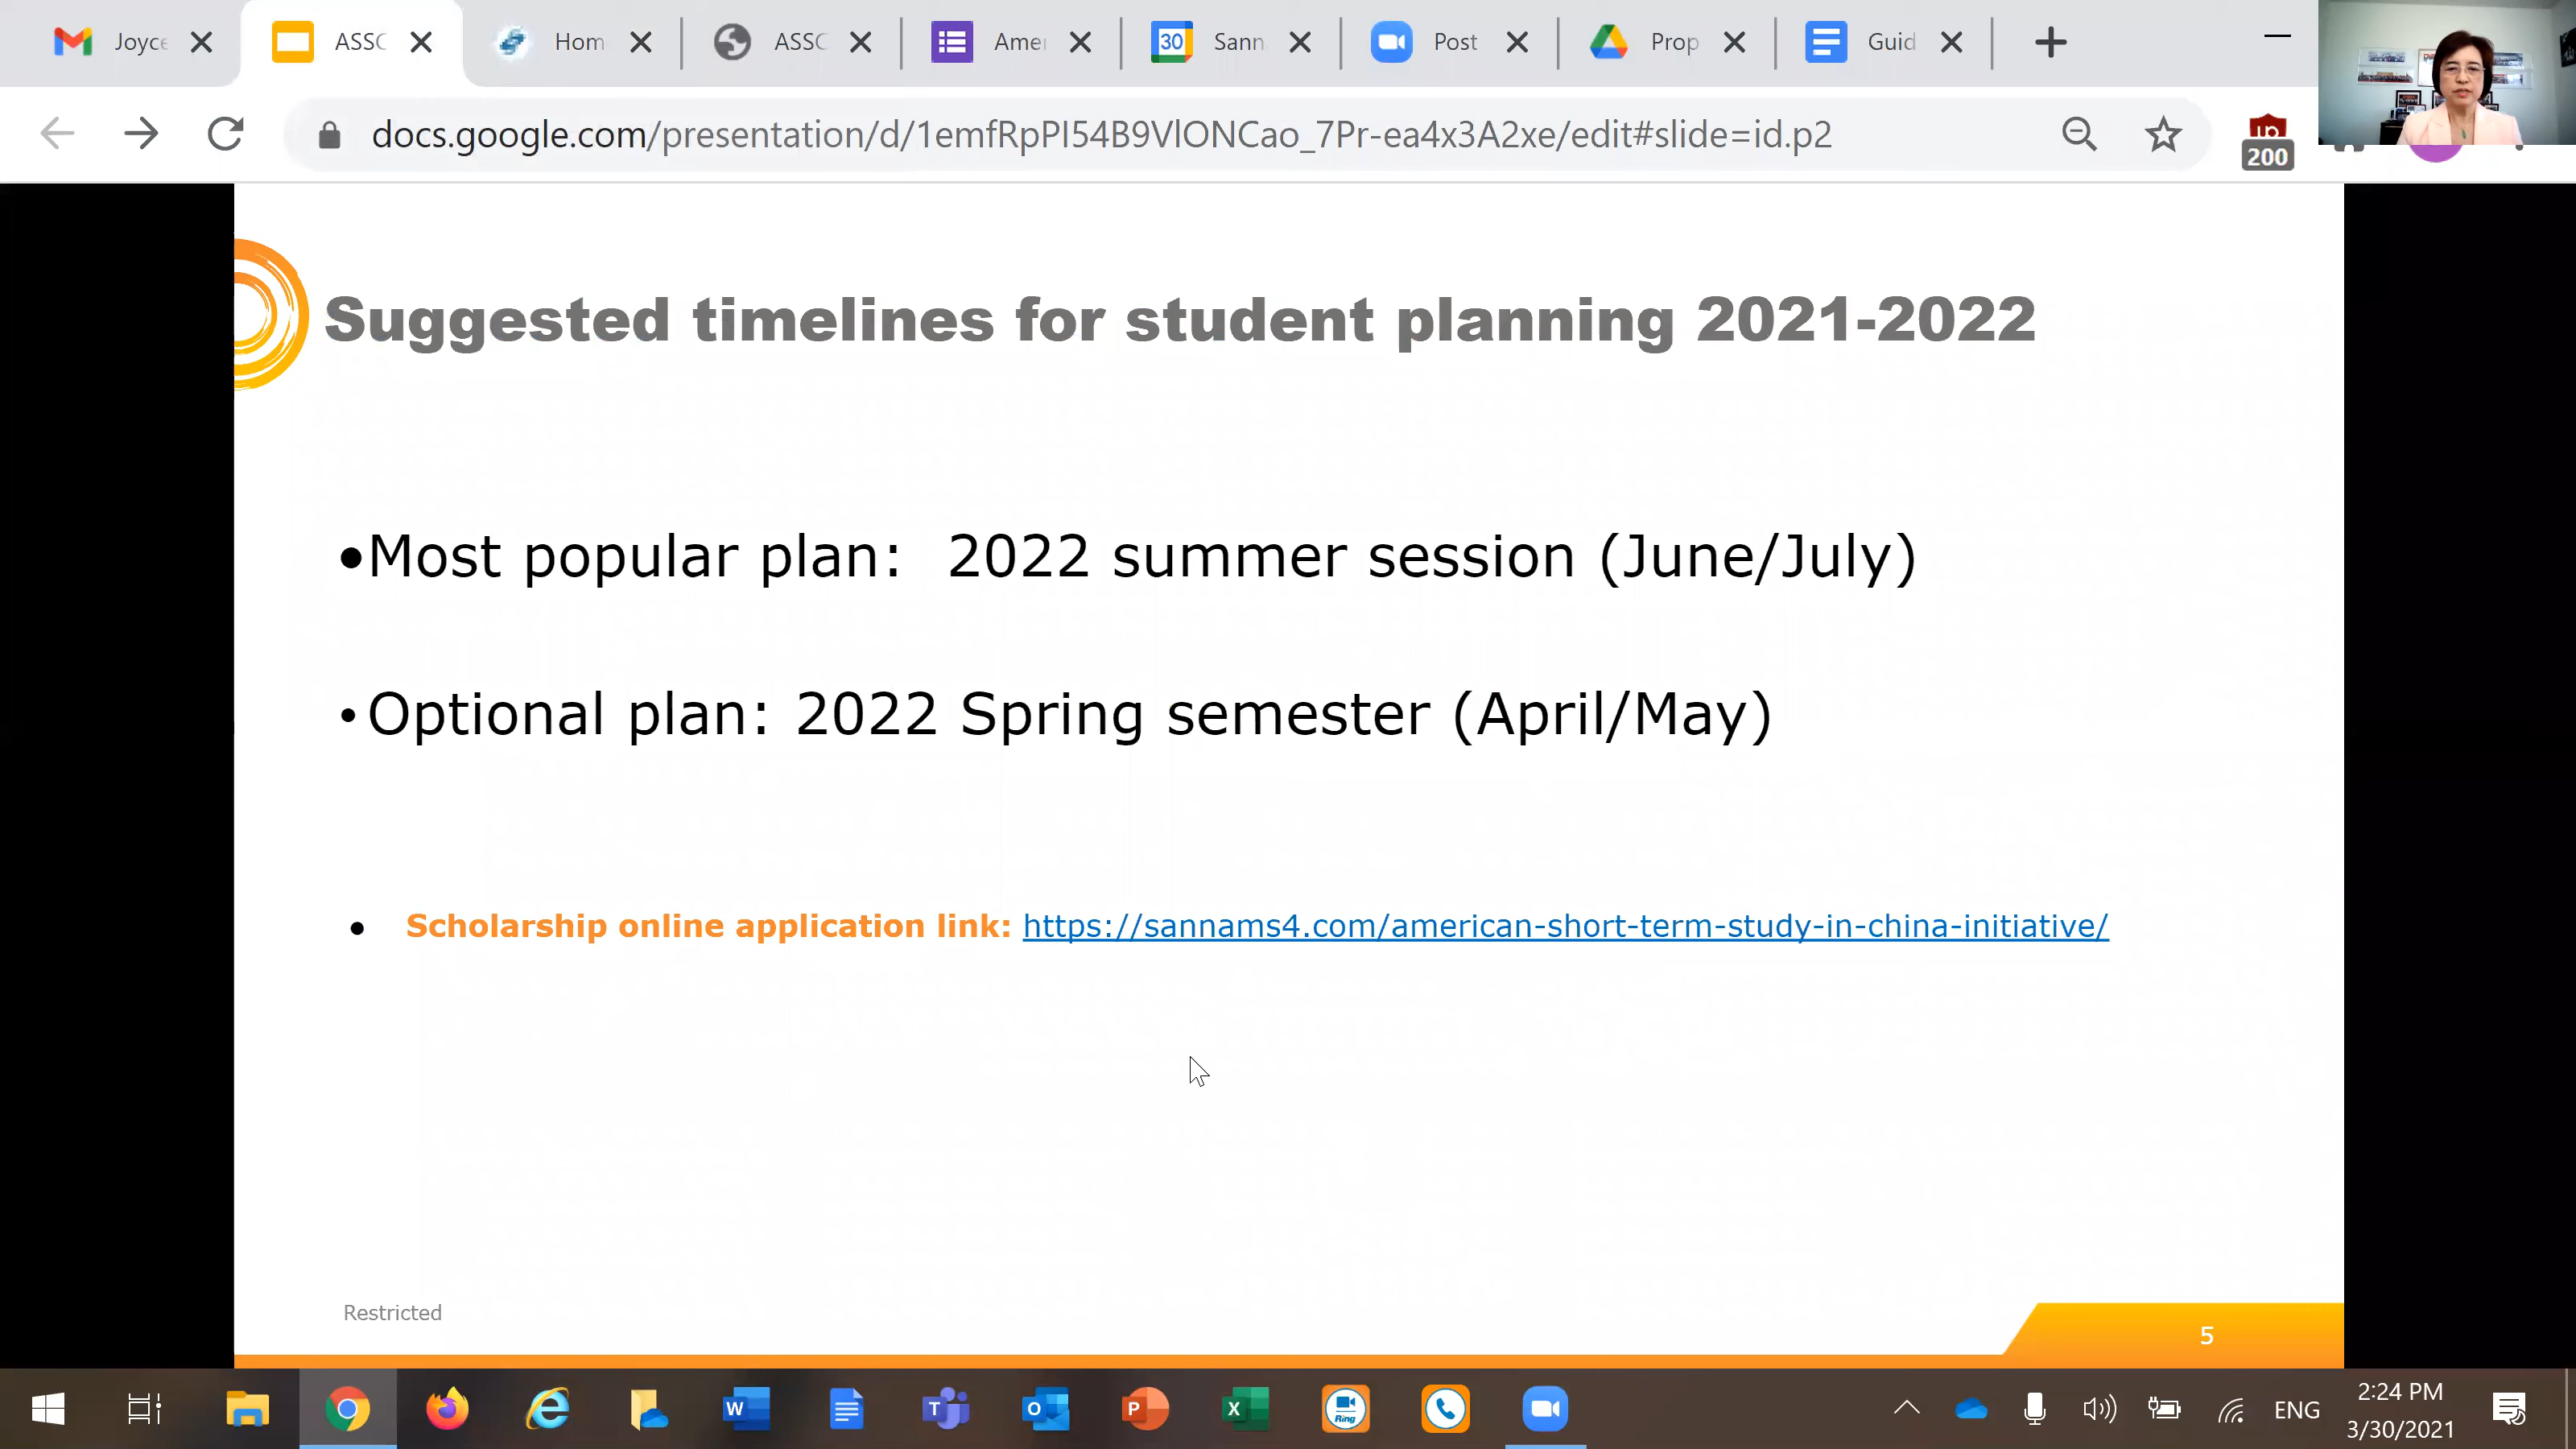 Joyce
ASSC
Hom
ASSC
Amer
30
Sann
Post
Prop
Guid
docs.google.com/presentation/d/1emfRpPI54B9VlONCao_7Pr-ea4x3A2xe/edit#slide=id.p2
200
Suggested timelines for student planning 2021-2022
•Most popular plan: 2022 summer session (June/July)
•Optional plan: 2022 Spring semester (April/May)
• Scholarship online application link: https://sannams4.com/american-short-term-study-in-china-initiative/
Restricted
5
W
T
O
P
X
Ring
ENG
2:24 PM
3/30/2021